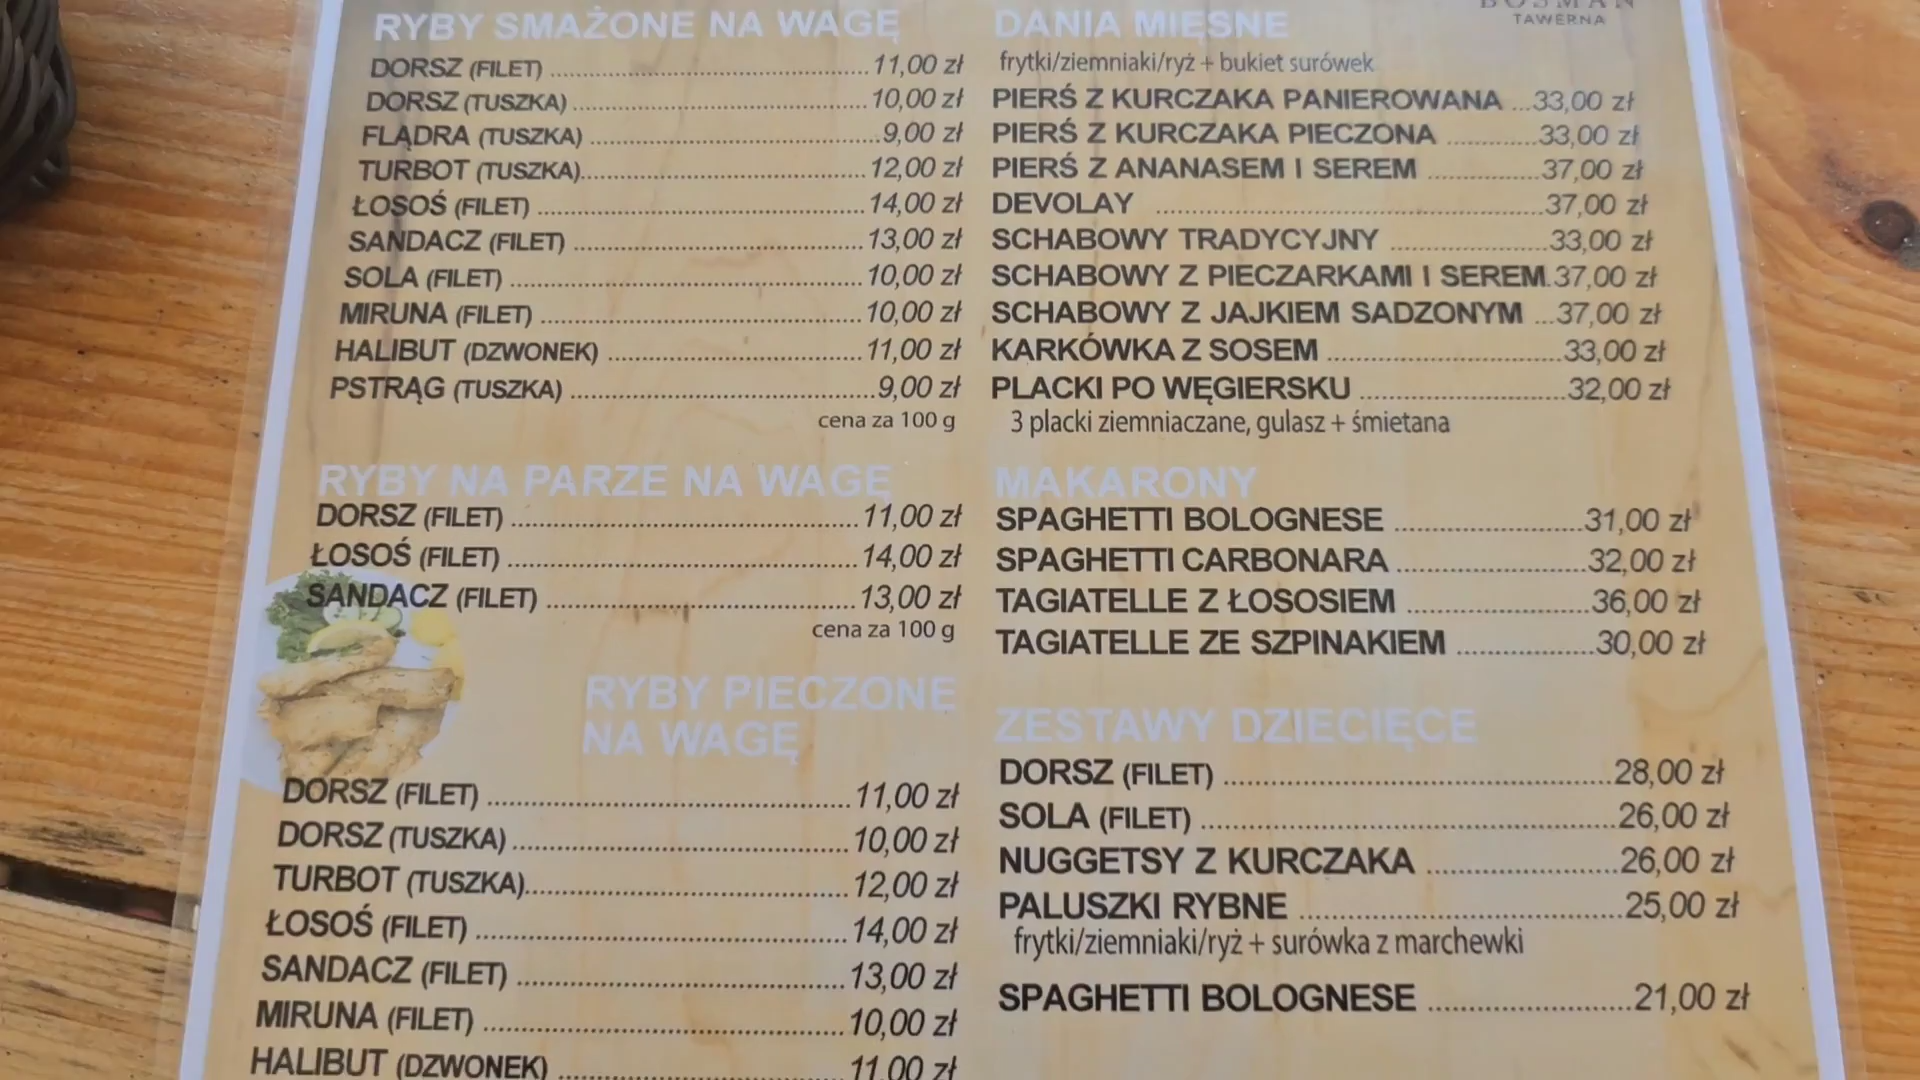 RYBY SMAŻONE NA WAGĘ
DORSZ (FILET) 11,00 zł
DORSZ (TUSZKA) 10,00 zł
FLĄDRA (TUSZKA) 9,00 zł
TURBOT (TUSZKA) 12,00 zł
ŁOSOŚ (FILET) 14,00 zł
SANDACZ (FILET) 13,00 zł
SOLA (FILET) 10,00 zł
MIRUNA (FILET) 10,00 zł
HALIBUT (DZWONEK) 11,00 zł
PSTRĄG (TUSZKA) 9,00 zł
cena za 100 g
RYBY NA PARZE NA WAGĘ
DORSZ (FILET) 11,00 zł
ŁOSOŚ (FILET) 14,00 zł
SANDACZ (FILET) 13,00 zł
cena za 100 g
RYBY PIECZONE
NA WAGĘ
DORSZ (FILET) 11,00 zł
DORSZ (TUSZKA) 10,00 zł
TURBOT (TUSZKA) 12,00 zł
ŁOSOŚ (FILET) 14,00 zł
SANDACZ (FILET) 13,00 zł
MIRUNA (FILET) 10,00 zł
HALIBUT (DZWONEK) 11,00 zł
BOSMAN
TAWERNA
DANIA MIĘSNE
frytki/ziemniaki/ryż + bukiet surówek
PIERŚ Z KURCZAKA PANIEROWANA 33,00 zł
PIERŚ Z KURCZAKA PIECZONA 33,00 zł
PIERŚ Z ANANASEM I SEREM 37,00 zł
DEVOLAY 37,00 zł
SCHABOWY TRADYCYJNY 33,00 zł
SCHABOWY Z PIECZARKAMI I SEREM 37,00 zł
SCHABOWY Z JAJKIEM SADZONYM 37,00 zł
KARKÓWKA Z SOSEM 33,00 zł
PLACKI PO WĘGIERSKU 32,00 zł
3 placki ziemniaczane, gulasz + śmietana
MAKARONY
SPAGHETTI BOLOGNESE 31,00 zł
SPAGHETTI CARBONARA 32,00 zł
TAGIATELLE Z ŁOSOSIEM 36,00 zł
TAGIATELLE ZE SZPINAKIEM 30,00 zł
ZESTAWY DZIECIĘCE
DORSZ (FILET) 28,00 zł
SOLA (FILET) 26,00 zł
NUGGETSY Z KURCZAKA 26,00 zł
PALUSZKI RYBNE 25,00 zł
frytki/ziemniaki/ryż + surówka z marchewki
SPAGHETTI BOLOGNESE 21,00 zł